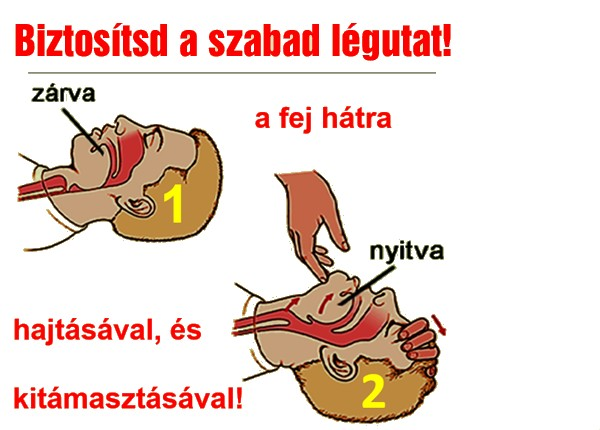 Biztosítsd a szabad légutat!
zárva
a fej hátra
1
nyitva
hajtásával, és
2
kitámasztásával!